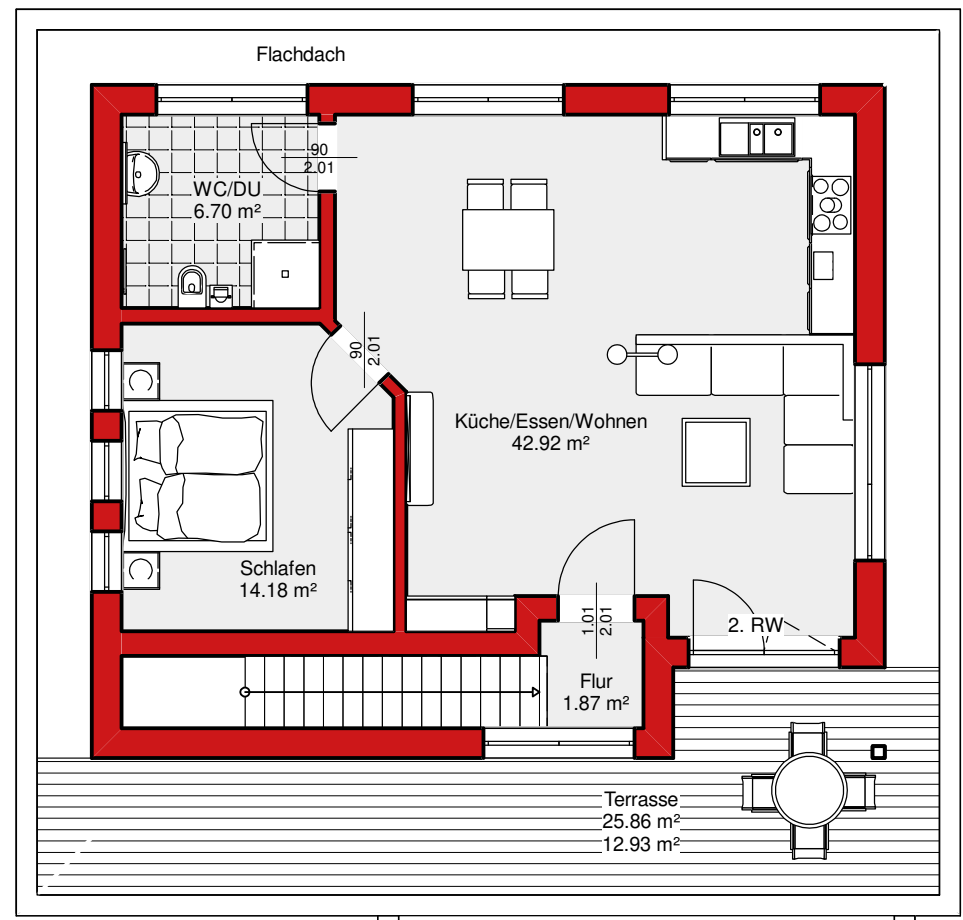 Flachdach
90
2.01
WC/DU
6.70 m²
90
2.01
Küche/Essen/Wohnen
42.92 m²
Schlafen
14.18 m²
1.01
2.01
2. RW
Flur
1.87 m²
Terrasse
25.86 m²
12.93 m²